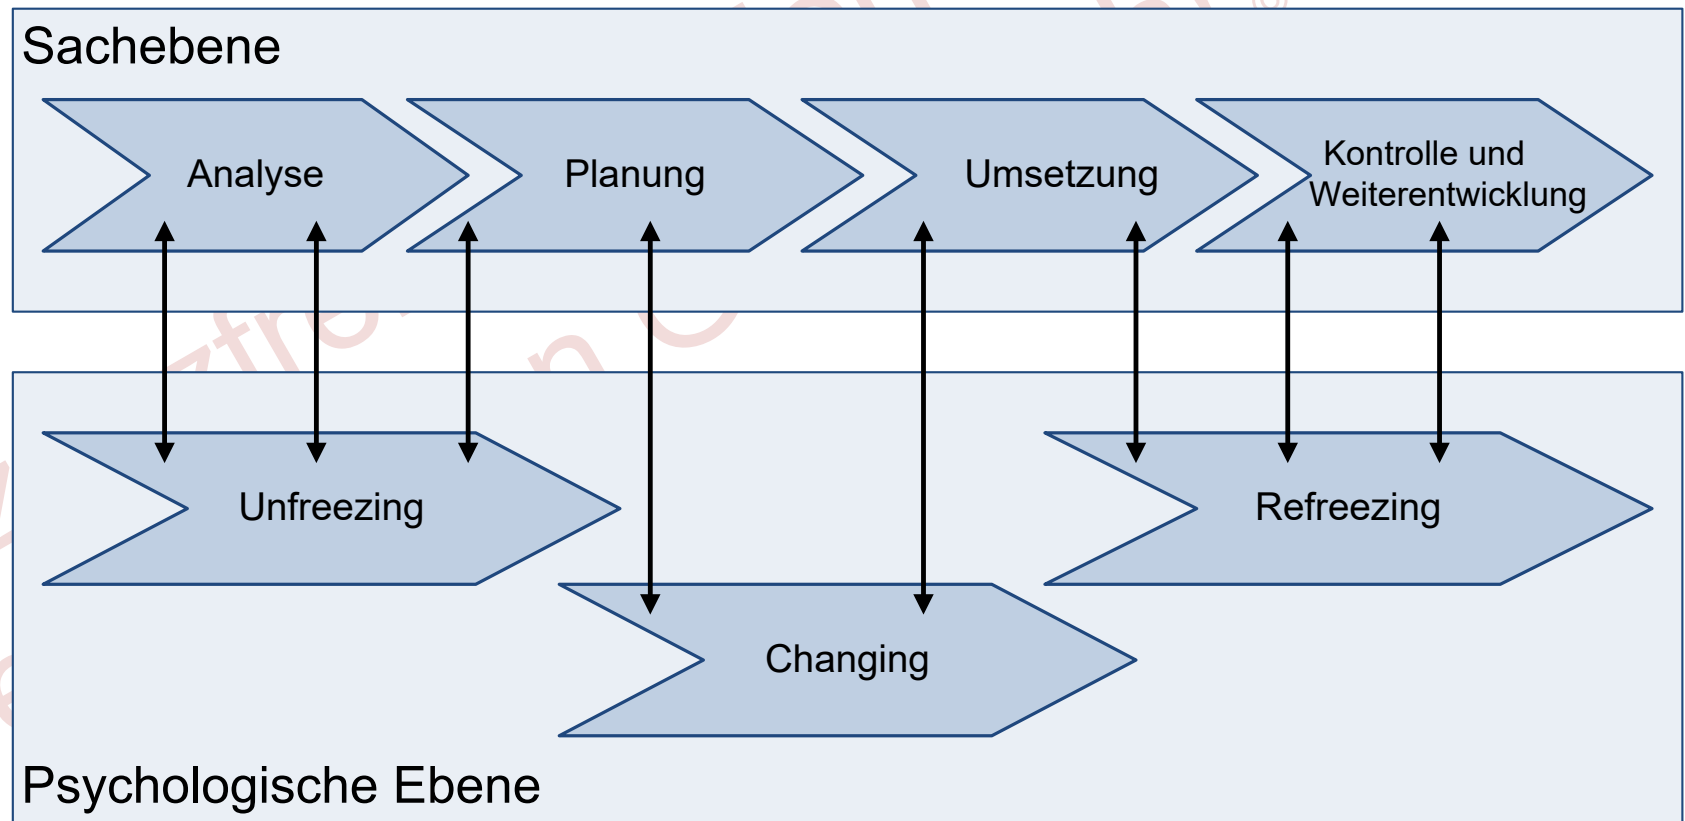 Sachebene
Analyse
Planung
Umsetzung
Kontrolle und
Weiterentwicklung
Unfreezing
Refreezing
Changing
Psychologische Ebene